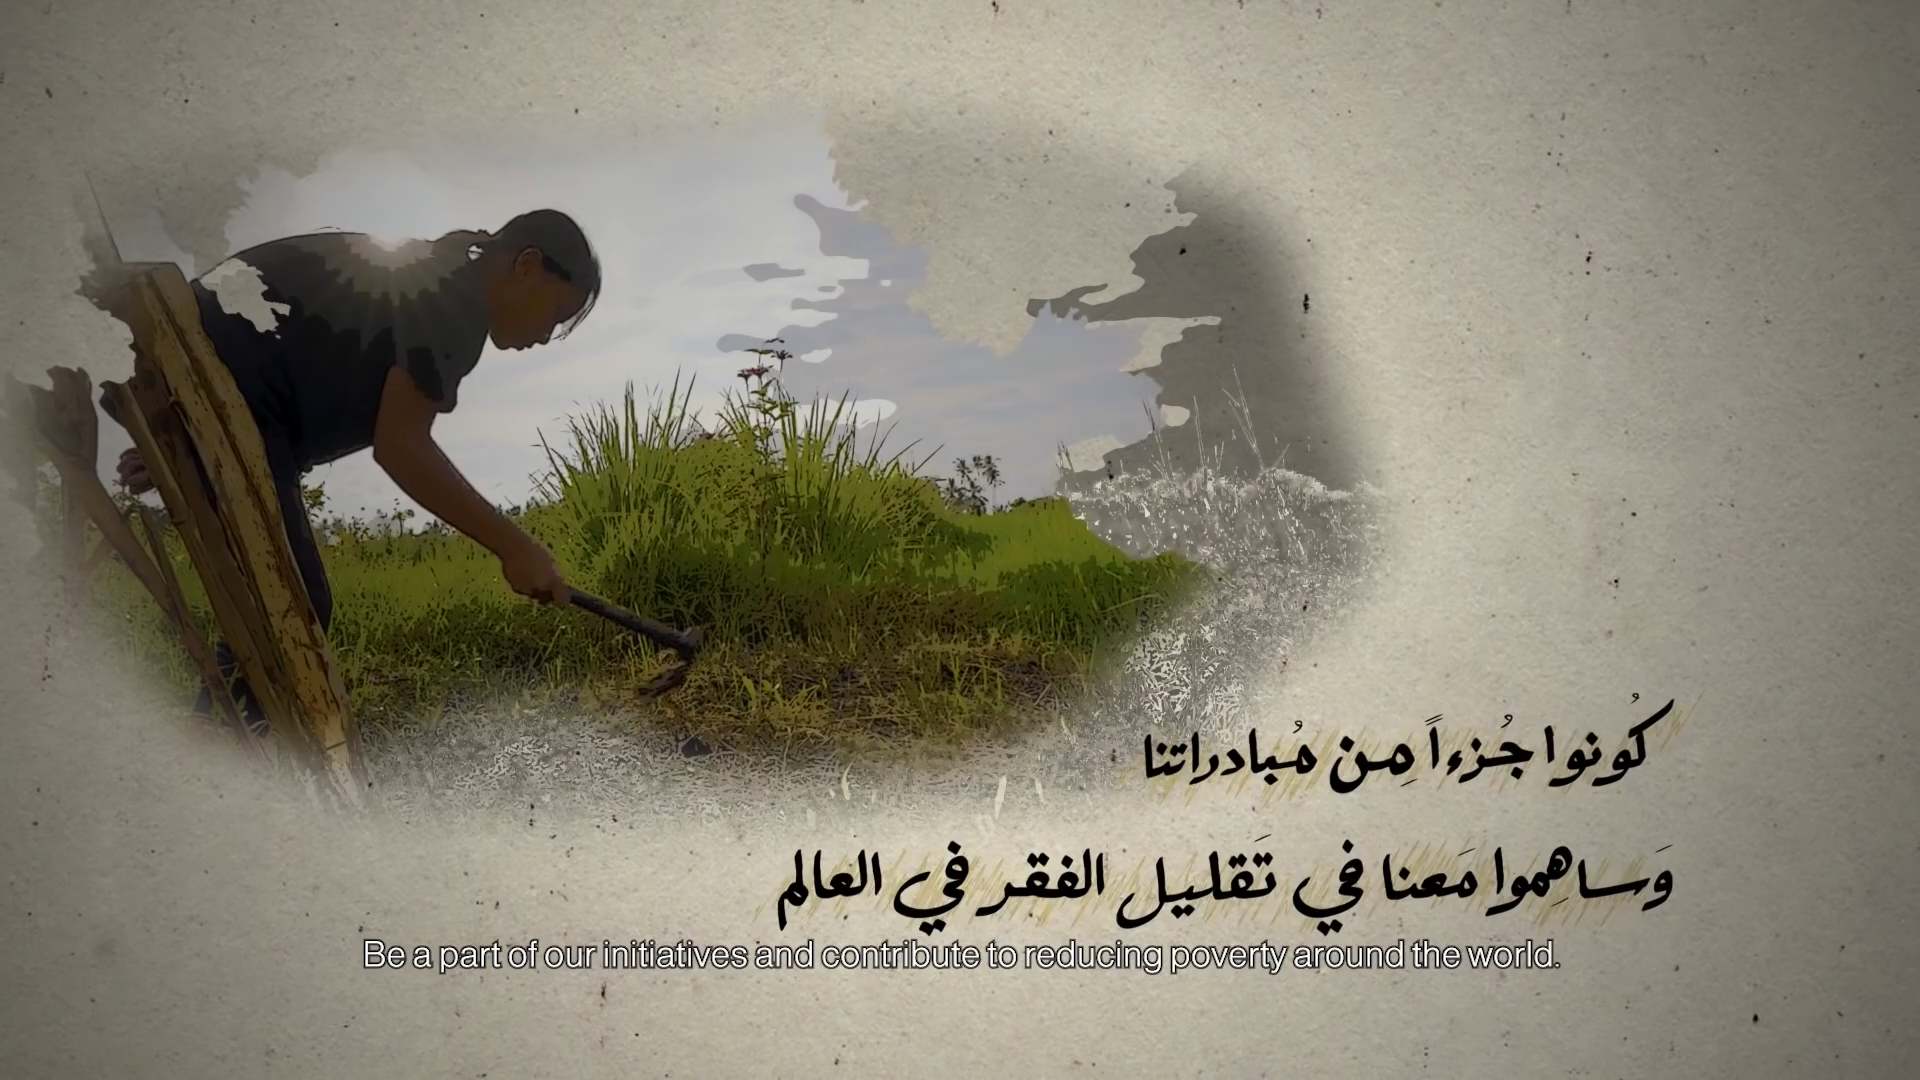 كُونوا جُزءاً مِن مُبادراتنا
وَساهِموا مَعنا في تَقليل الفقر في العالم
Be a part of our initiatives and contribute to reducing poverty around the world.